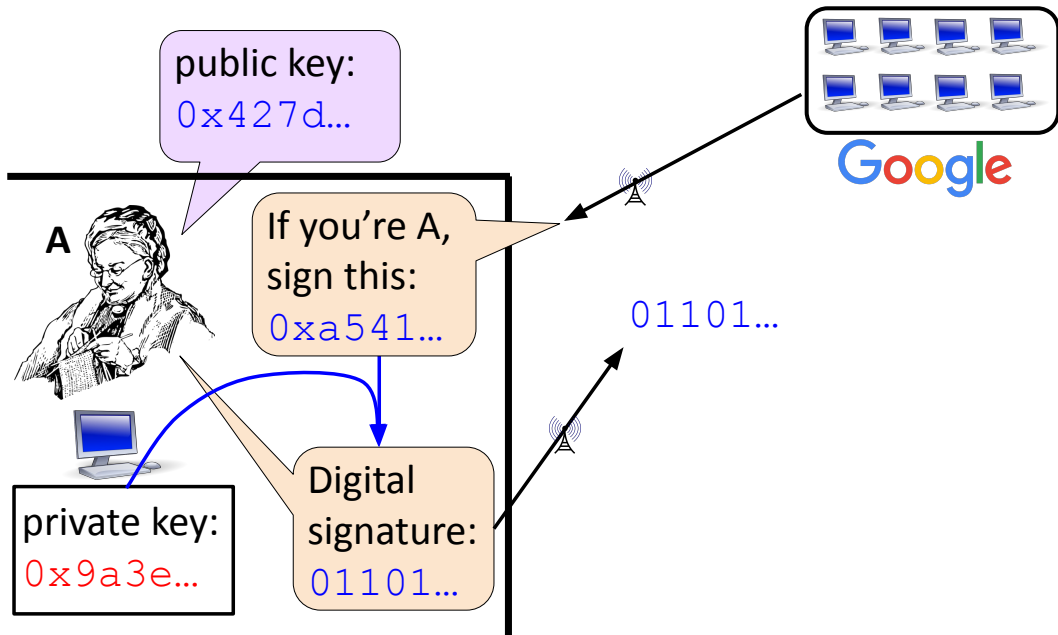 public key:
0x427d…
Google
A
If you’re A,
sign this:
0xa541…
01101…
Digital
signature:
01101…
private key:
0x9a3e…